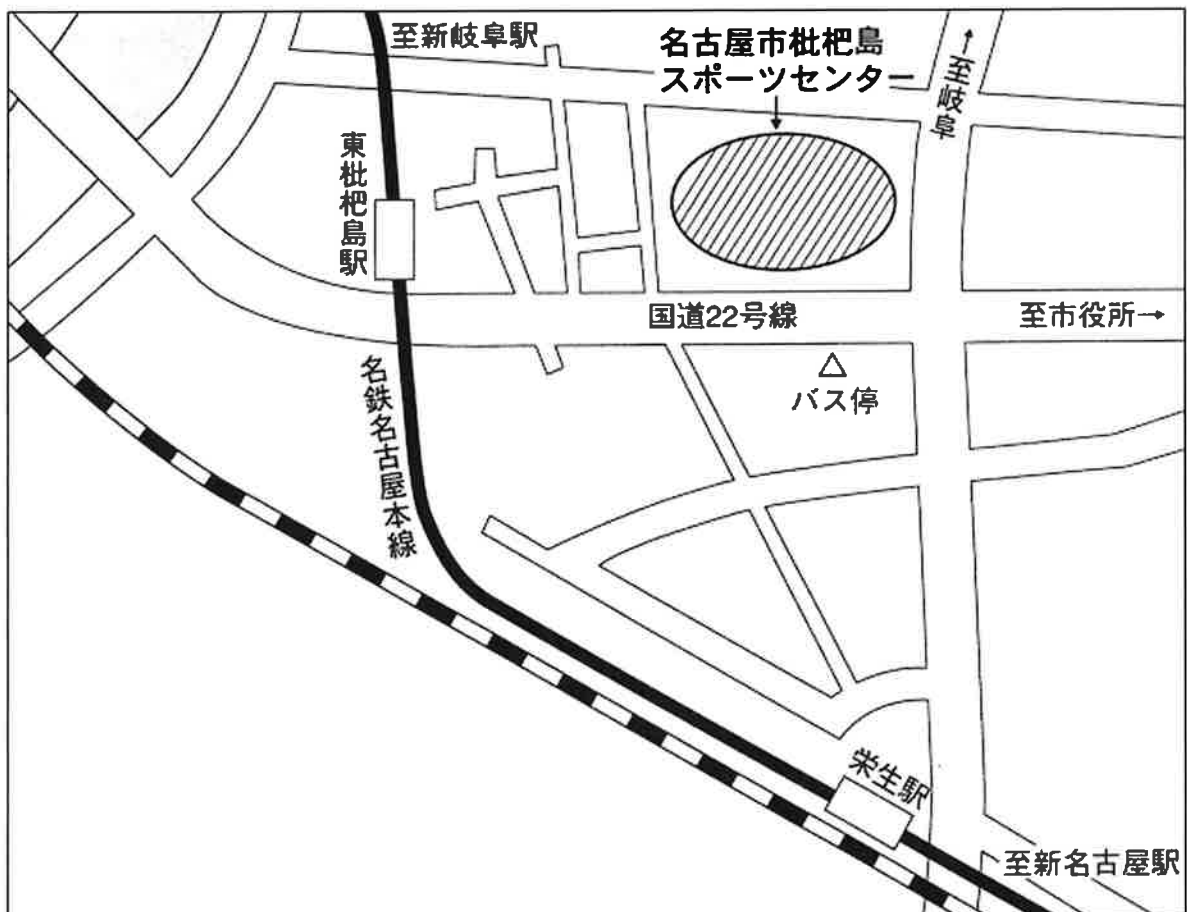 至新岐阜駅
名古屋市枇杷島
スポーツセンター
↑至岐阜
東枇杷島駅
国道22号線
至市役所→
△
バス停
名鉄名古屋本線
栄生駅
至新名古屋駅